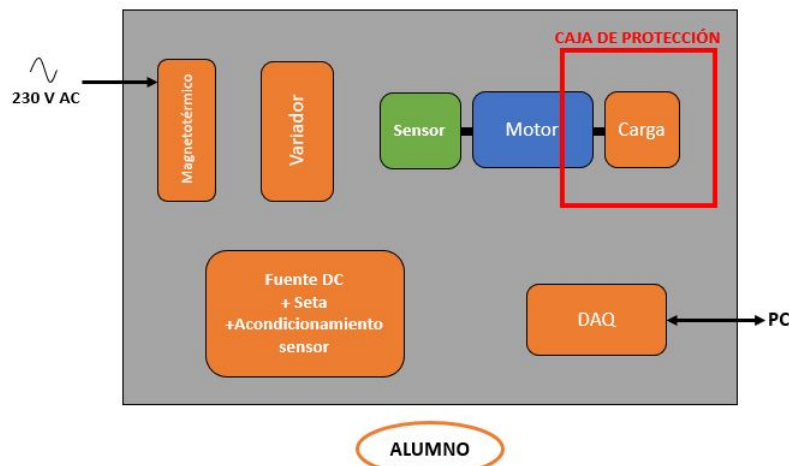 CAJA DE PROTECCIÓN
230 V AC
Magnetotérmico
Variador
Sensor
Motor
Carga
Fuente DC
+ Seta
+Acondicionamiento
sensor
DAQ
PC
ALUMNO